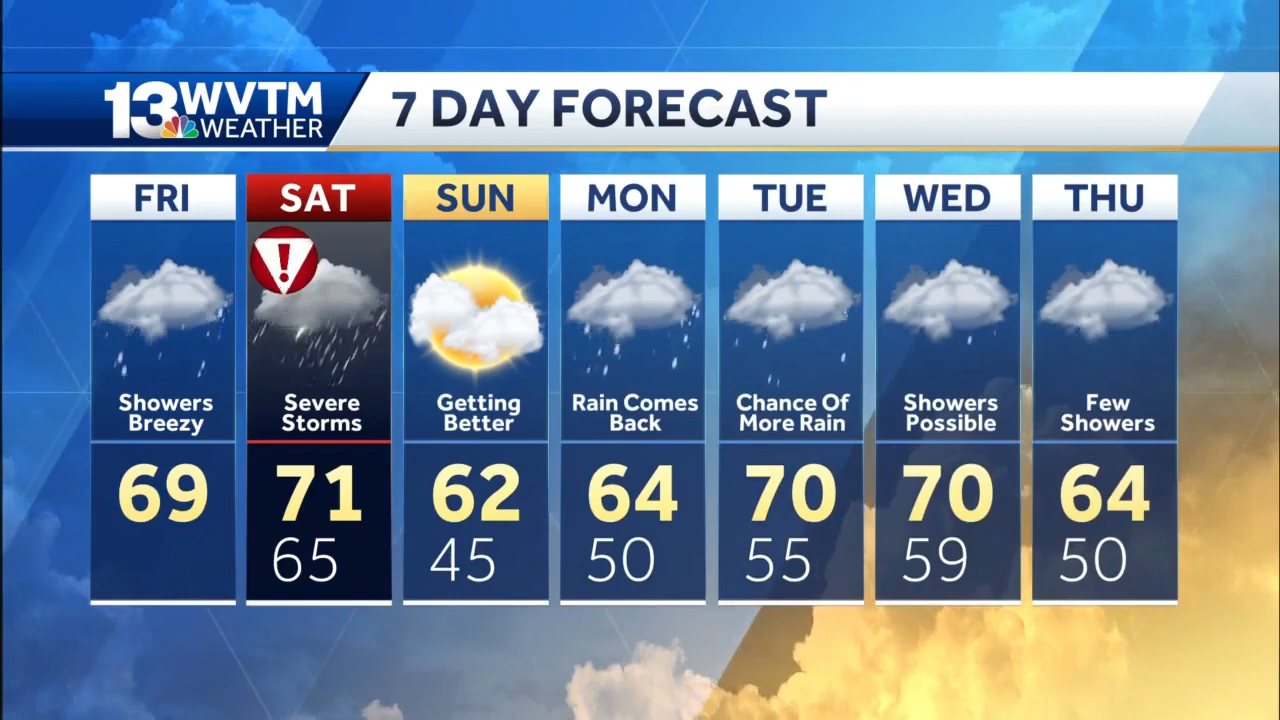 13 WVTM
WEATHER
7 DAY FORECAST
FRI
SAT
SUN
MON
TUE
WED
THU
!
Showers
Breezy
Severe
Storms
Getting
Better
Rain Comes
Back
Chance Of
More Rain
Showers
Possible
Few
Showers
69
71
62
64
70
70
64
65
45
50
55
59
50